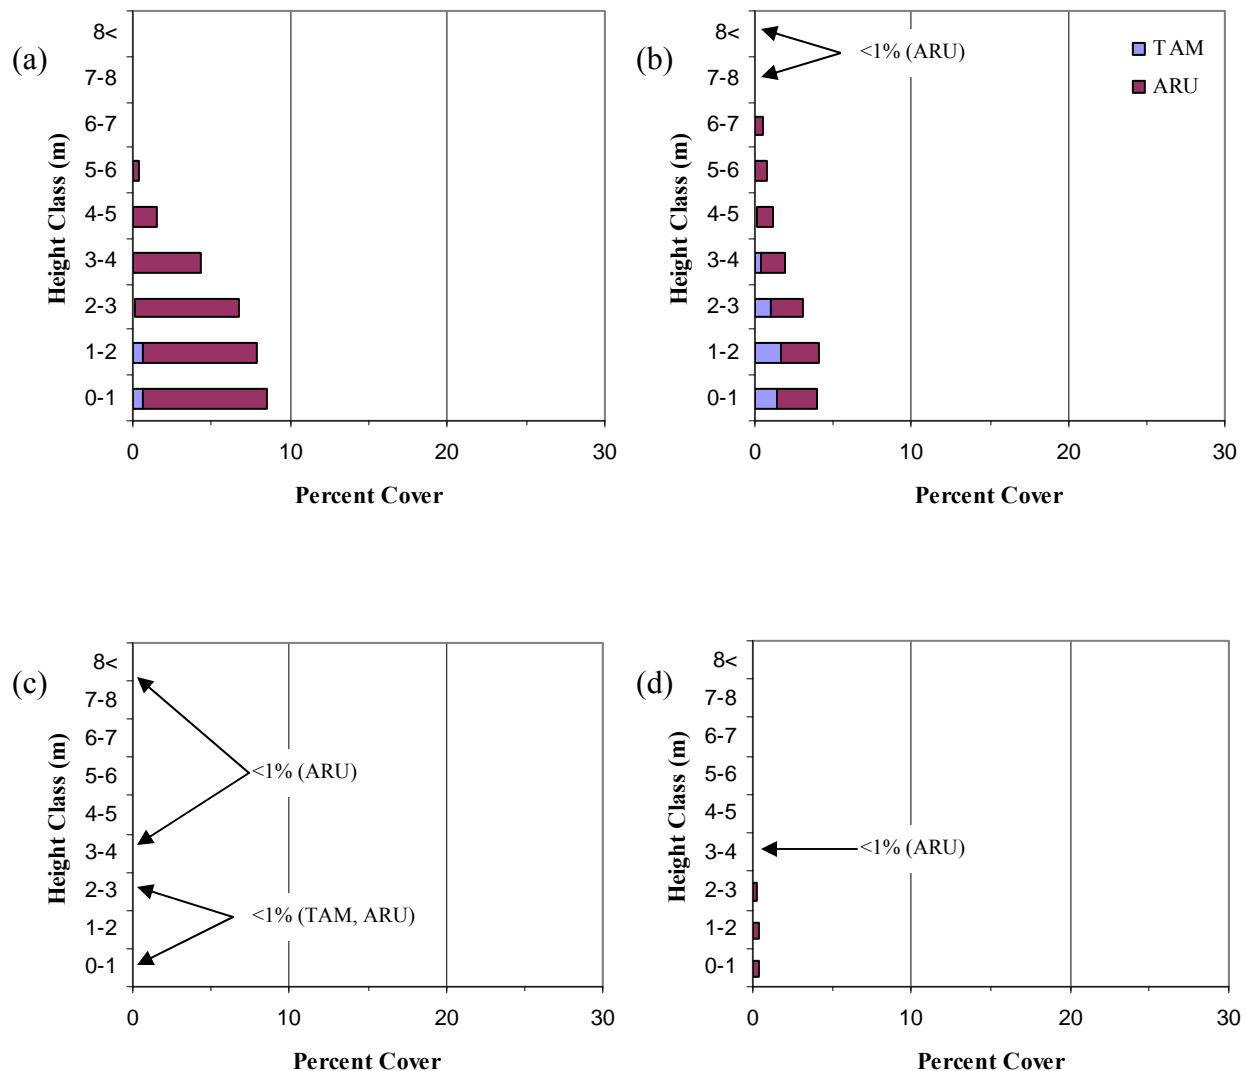 (a)
Height Class (m)
8<
7-8
6-7
5-6
4-5
3-4
2-3
1-2
0-1
0 10 20 30
Percent Cover
(b)
Height Class (m)
8<
7-8
6-7
5-6
4-5
3-4
2-3
1-2
0-1
<1% (ARU)
TAM
ARU
0 10 20 30
Percent Cover
(c)
Height Class (m)
8<
7-8
6-7
5-6
4-5
3-4
2-3
1-2
0-1
<1% (ARU)
<1% (TAM, ARU)
0 10 20 30
Percent Cover
(d)
Height Class (m)
8<
7-8
6-7
5-6
4-5
3-4
2-3
1-2
0-1
<1% (ARU)
0 10 20 30
Percent Cover